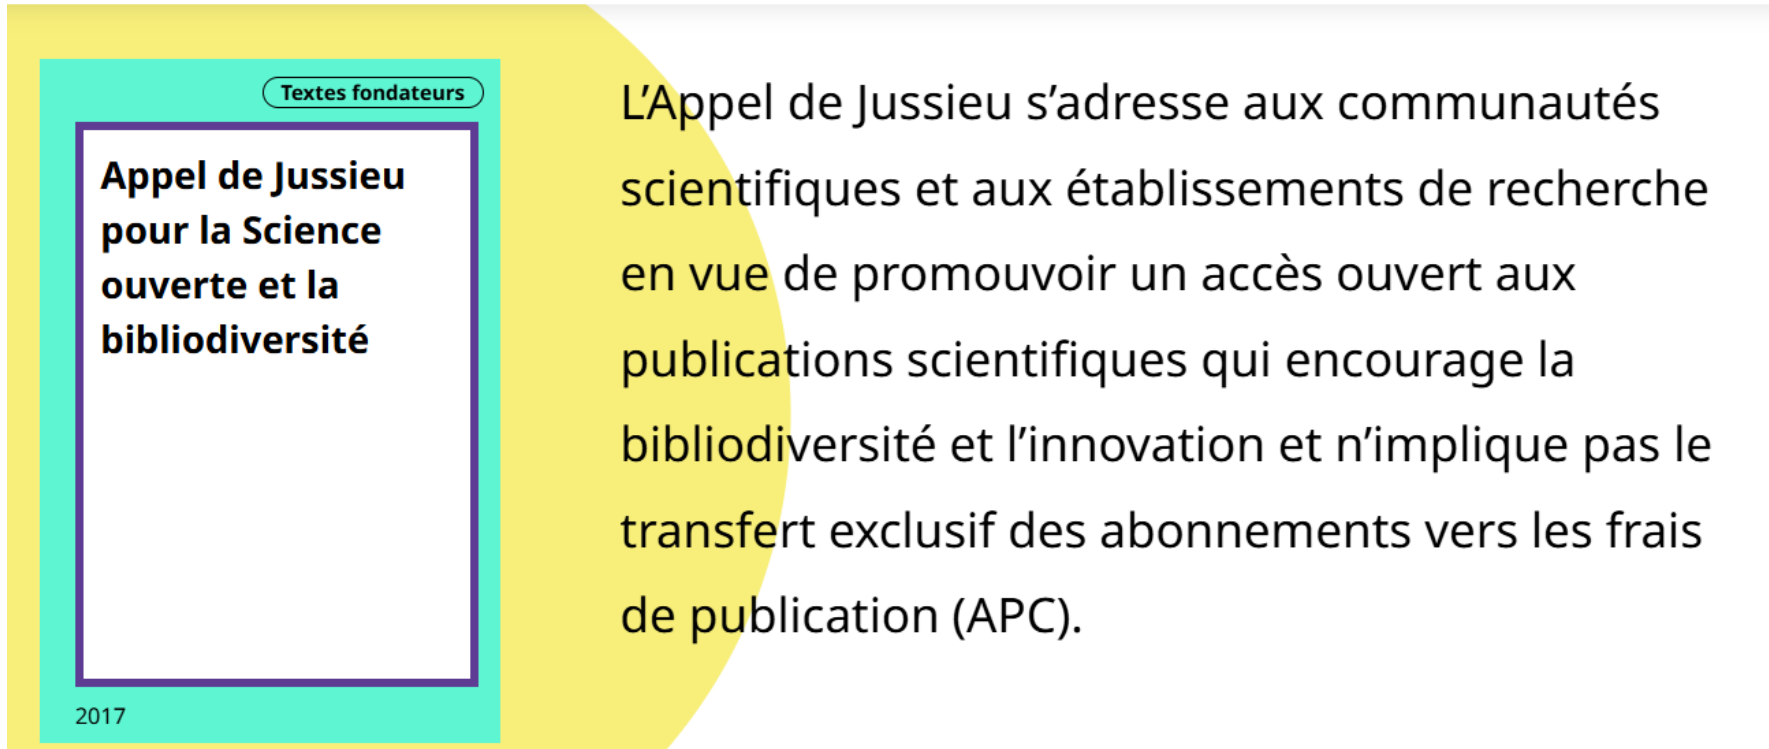 Textes fondateurs
Appel de Jussieu
pour la Science
ouverte et la
bibliodiversité
2017
L’Appel de Jussieu s’adresse aux communautés
scientifiques et aux établissements de recherche
en vue de promouvoir un accès ouvert aux
publications scientifiques qui encourage la
bibliodiversité et l’innovation et n’implique pas le
transfert exclusif des abonnements vers les frais
de publication (APC).